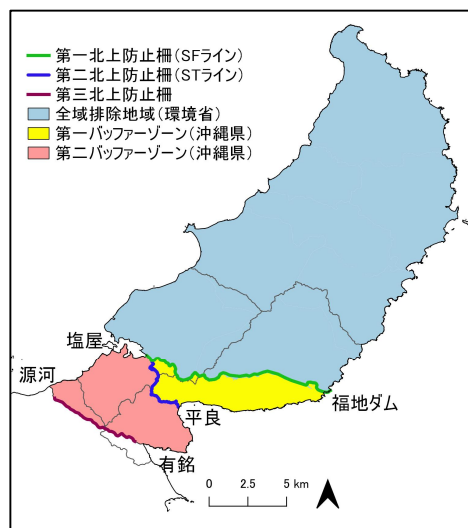 第一北上防止柵(SFライン)
第二北上防止柵(STライン)
第三北上防止柵
全域排除地域(環境省)
第一バッファーゾーン(沖縄県)
第二バッファーゾーン(沖縄県)
塩屋
源河
福地ダム
平良
有銘
0 2.5 5 km